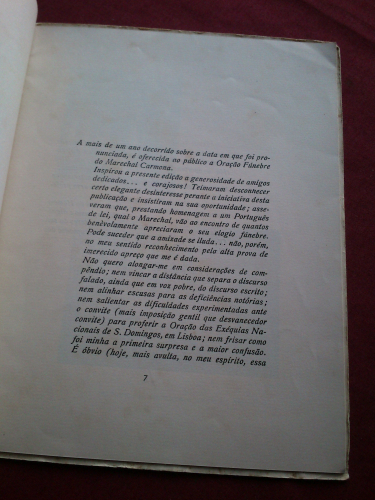 A mais de um ano decorrido sobre a data em que foi pro-
nunciada, é oferecida ao público a Oração Fúnebre
do Marechal Carmona.
Inspirou a presente edição a generosidade de amigos
dedicados... e corajosos! Teimaram desconhecer
certo elegante desinteresse perante a iniciativa desta
publicação e insistiram na sua oportunidade; asse-
veram que, prestando homenagem a um Português
de lei, qual o Marechal, vão ao encontro de quantos
benèvolamente apreciaram o seu elogio fúnebre.
Pode suceder que a amizade se iluda... não, porém,
no meu sentido reconhecimento pela alta prova de
imerecido apreço que me é dada.
Não quero alongar-me em considerações de com-
pêndio; nem vincar a distância que separa o discurso
falado, ainda que em voz pobre, do discurso escrito;
nem alinhar escusas para as deficiências notórias;
nem salientar as dificuldades experimentadas ante
o convite (mais imposição gentil que desvanecedor
convite) para proferir a Oração das Exéquias Na-
cionais de S. Domingos, em Lisboa; nem frisar como
foi minha a primeira surpresa e a maior confusão.
É óbvio (hoje, mais avulta, no meu espírito, essa
7